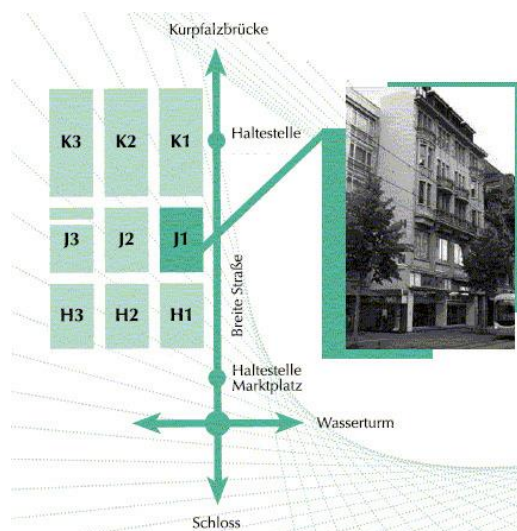 Kurpfalzbrücke
Haltestelle
K3 K2 K1
J3 J2 J1
Breite Straße
H3 H2 H1
Haltestelle
Marktplatz
Wasserturm
Schloss